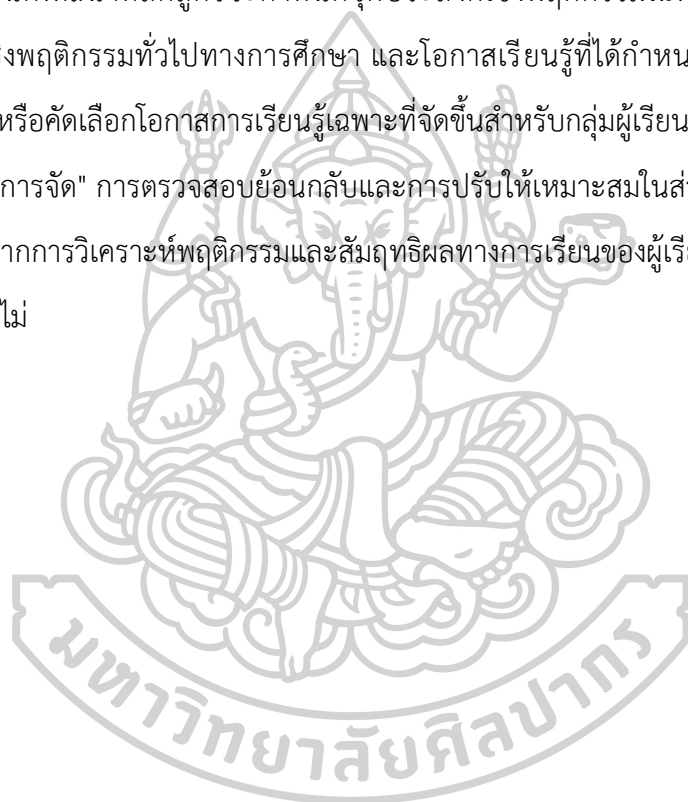 งพฤติกรรมทั่วไปทางการศึกษา และโอกาสเรียนรู้ที่ได้กำหน
หรือคัดเลือกโอกาสการเรียนรู้เฉพาะที่จัดขึ้นสำหรับกลุ่มผู้เรียน
การจัด" การตรวจสอบย้อนกลับและการปรับให้เหมาะสมในส่
ากการวิเคราะห์พฤติกรรมและสัมฤทธิผลทางการเรียนของผู้เรีย
ไม่
มหาวิทยาลัยศิลปากร